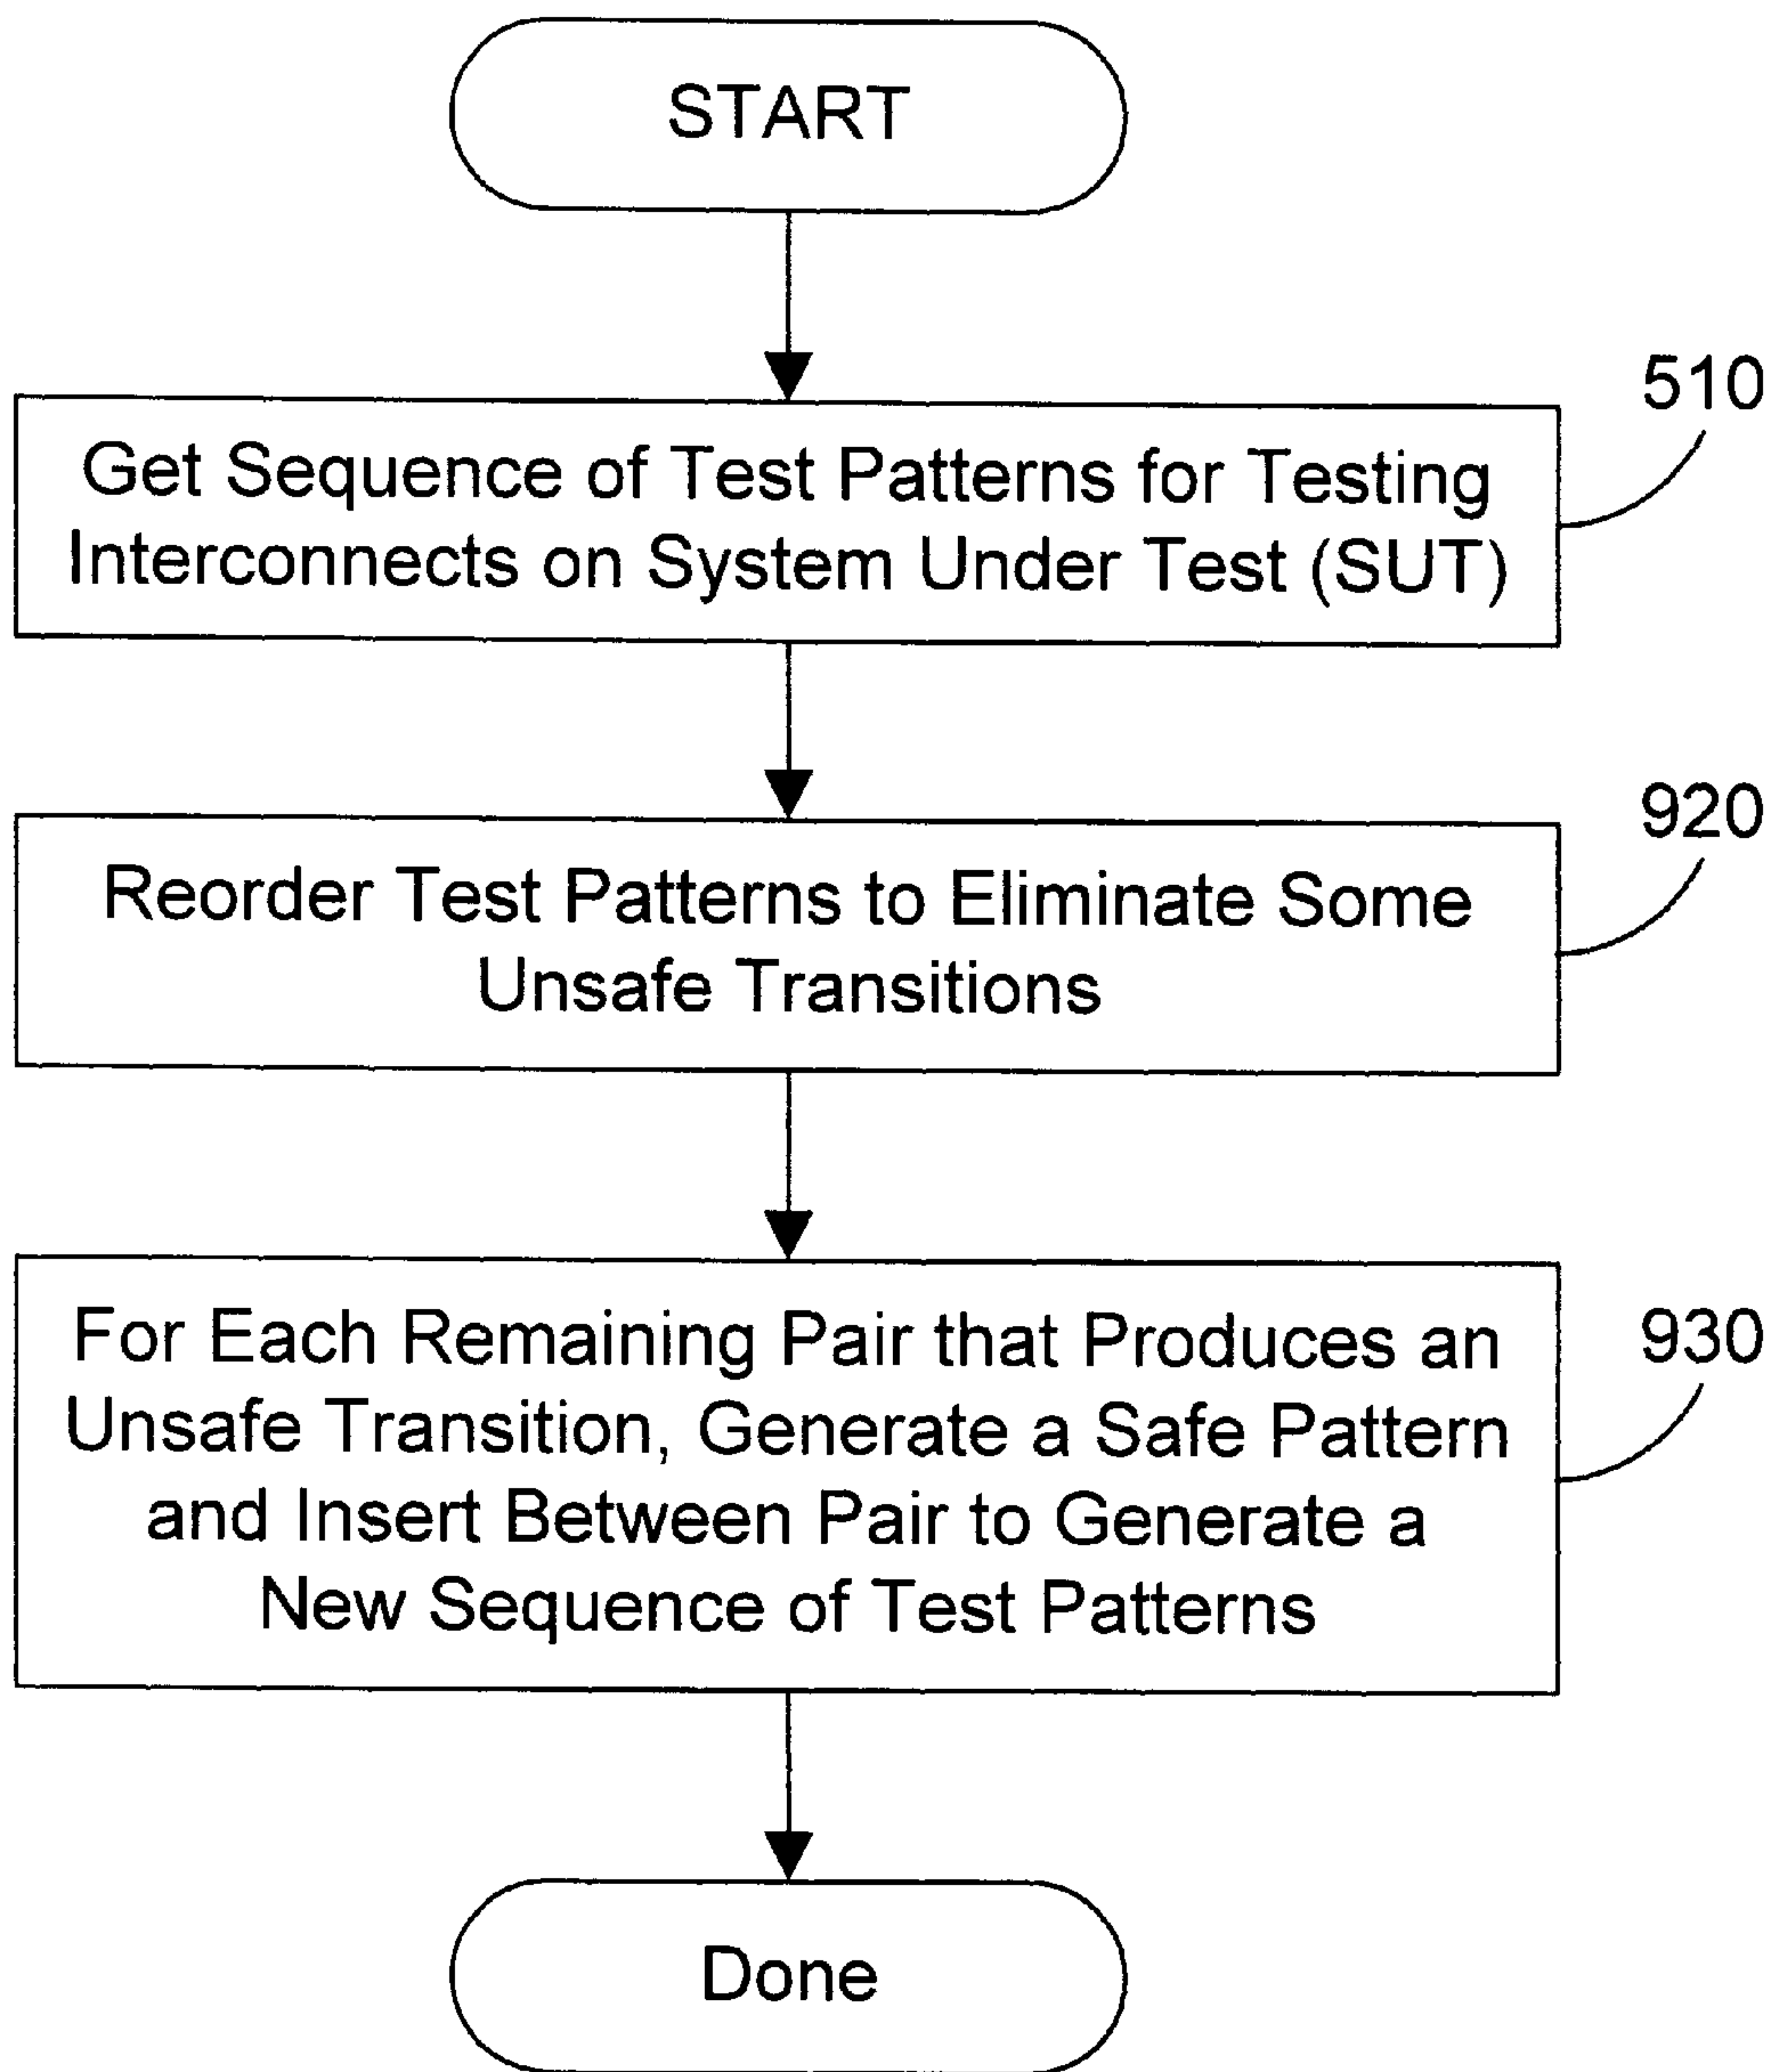 START
510
Get Sequence of Test Patterns for Testing
Interconnects on System Under Test (SUT)
920
Reorder Test Patterns to Eliminate Some
Unsafe Transitions
930
For Each Remaining Pair that Produces an
Unsafe Transition, Generate a Safe Pattern
and Insert Between Pair to Generate a
New Sequence of Test Patterns
Done